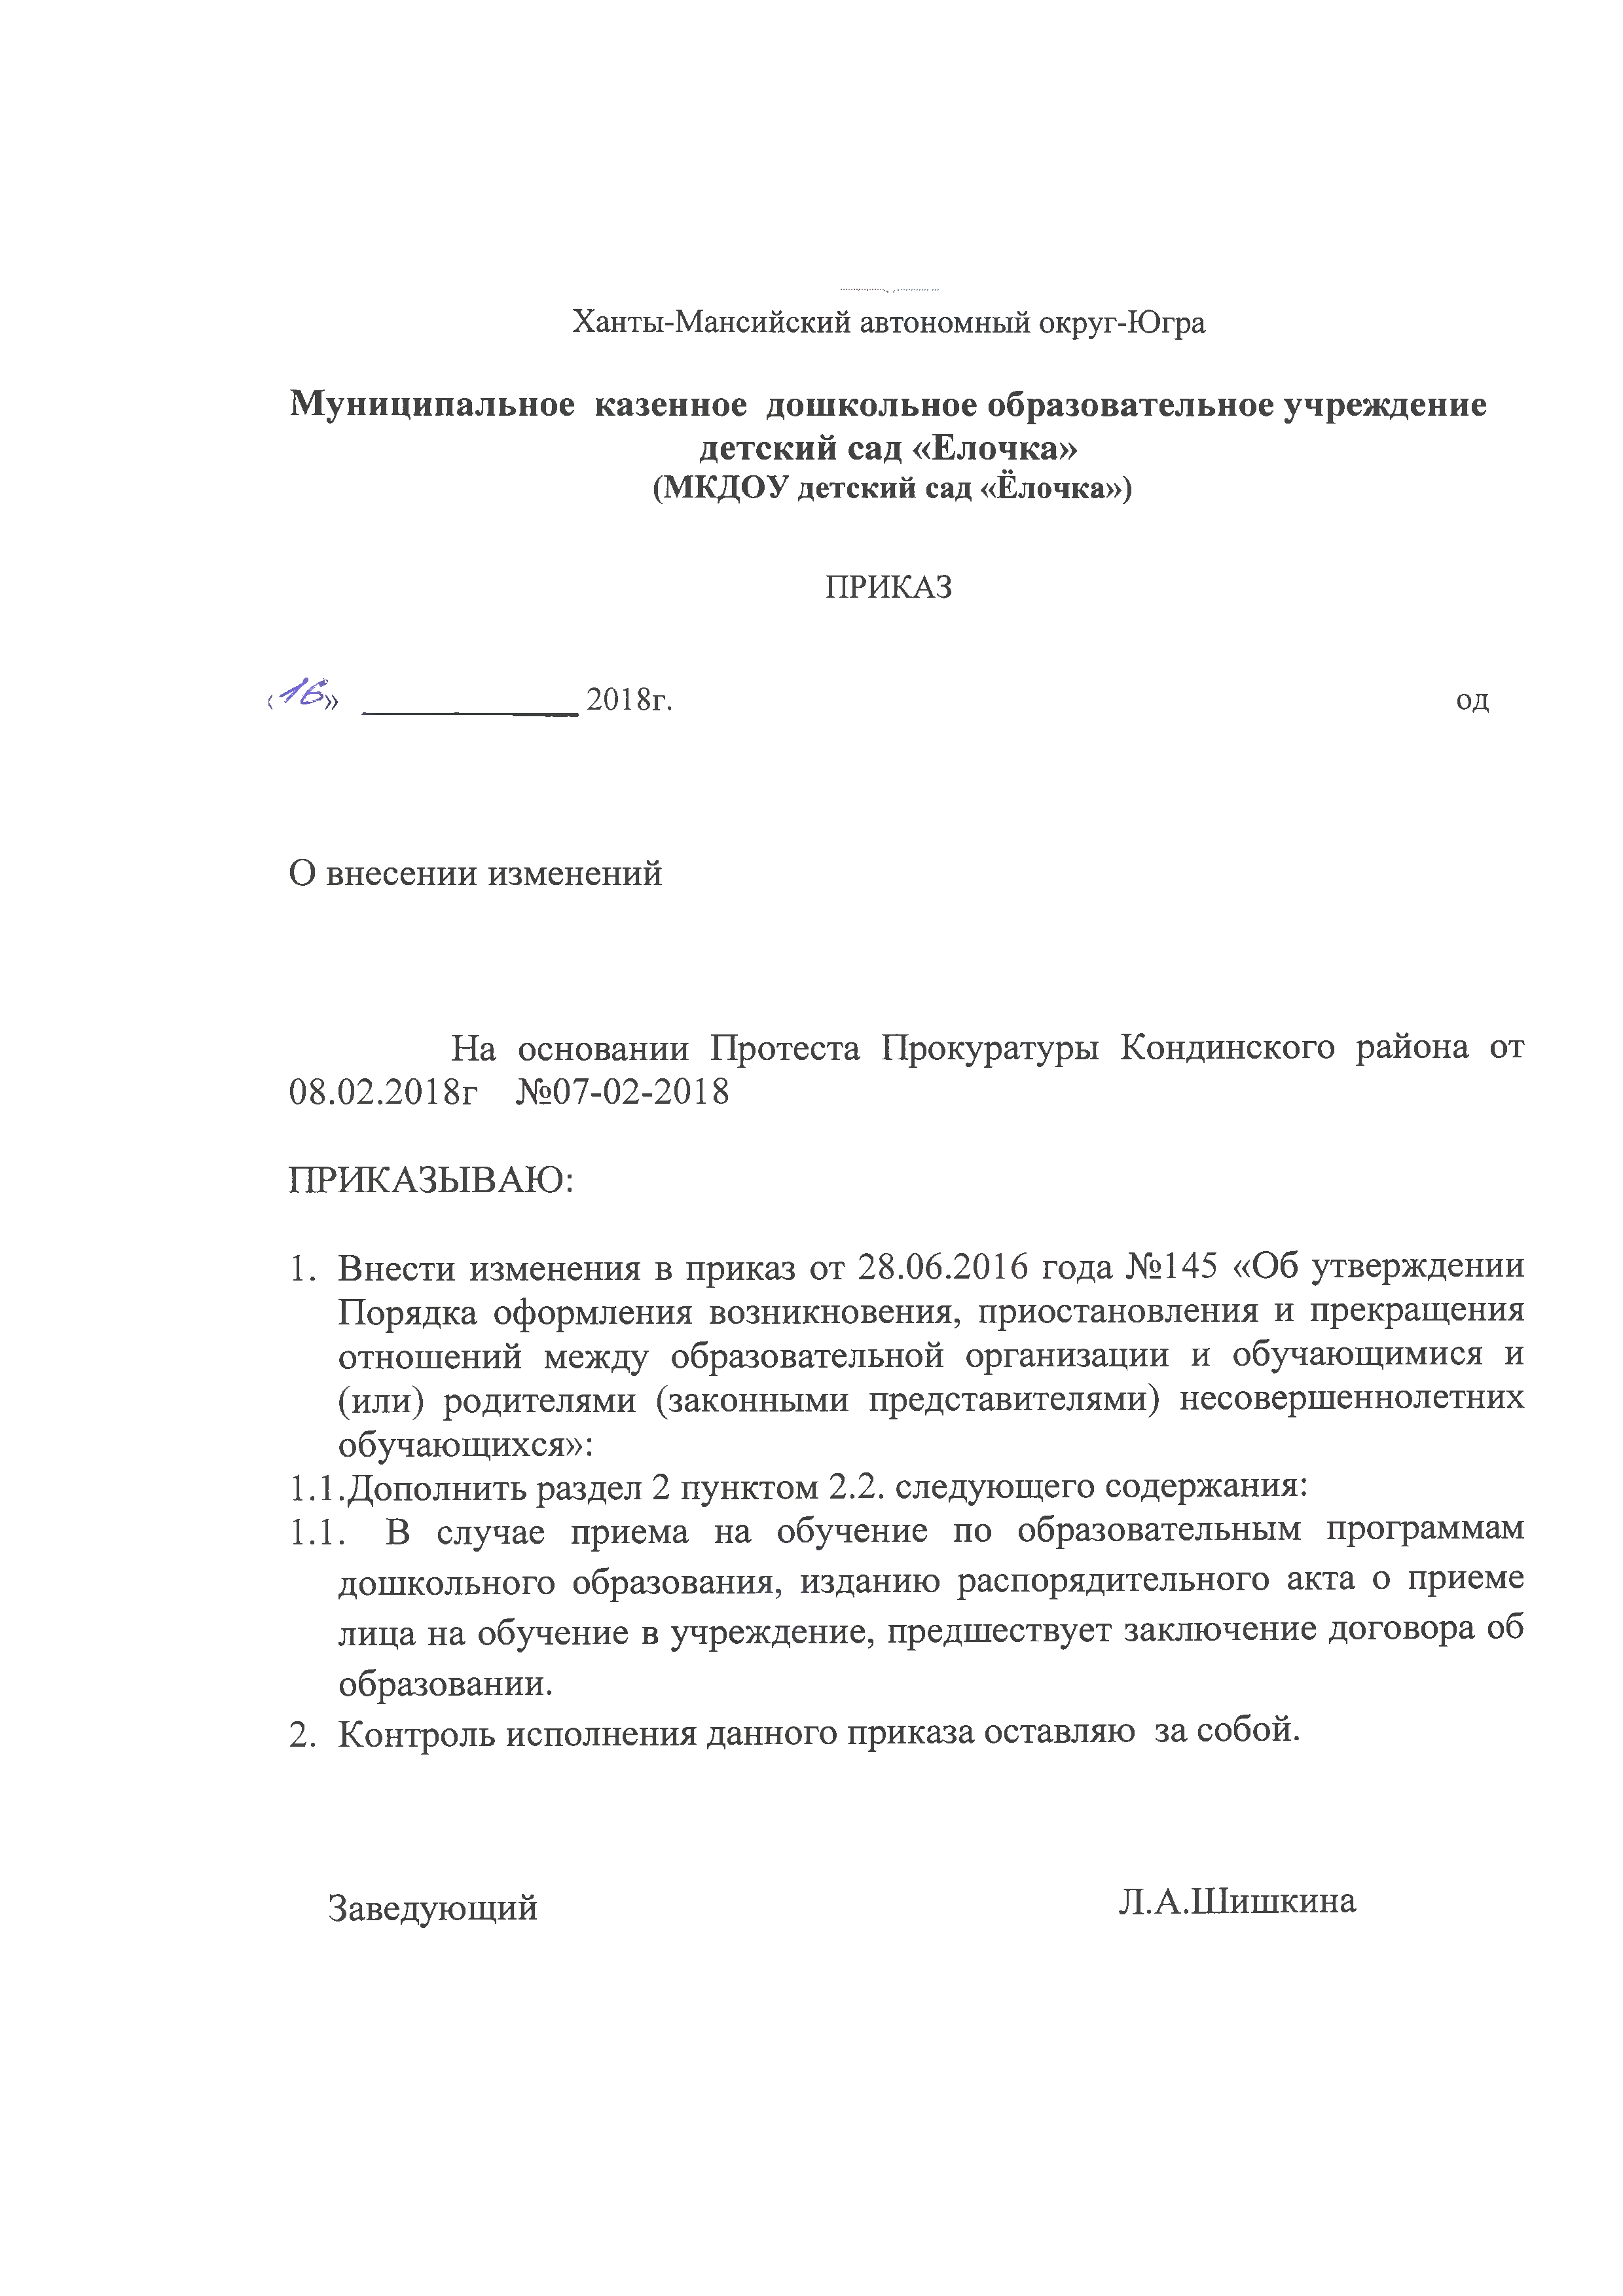 Ханты-Мансийский автономный округ-Югра
Муниципальное казенное дошкольное образовательное учреждение
детский сад «Елочка»
(МКДОУ детский сад «Ёлочка»)
ПРИКАЗ
«16» ____________ 2018г. од
О внесении изменений
На основании Протеста Прокуратуры Кондинского района от
08.02.2018г №07-02-2018
ПРИКАЗЫВАЮ:
1. Внести изменения в приказ от 28.06.2016 года №145 «Об утверждении
Порядка оформления возникновения, приостановления и прекращения
отношений между образовательной организации и обучающимися и
(или) родителями (законными представителями) несовершеннолетних
обучающихся»:
1.1.Дополнить раздел 2 пунктом 2.2. следующего содержания:
1.1. В случае приема на обучение по образовательным программам
дошкольного образования, изданию распорядительного акта о приеме
лица на обучение в учреждение, предшествует заключение договора об
образовании.
2. Контроль исполнения данного приказа оставляю за собой.
Заведующий Л.А.Шишкина